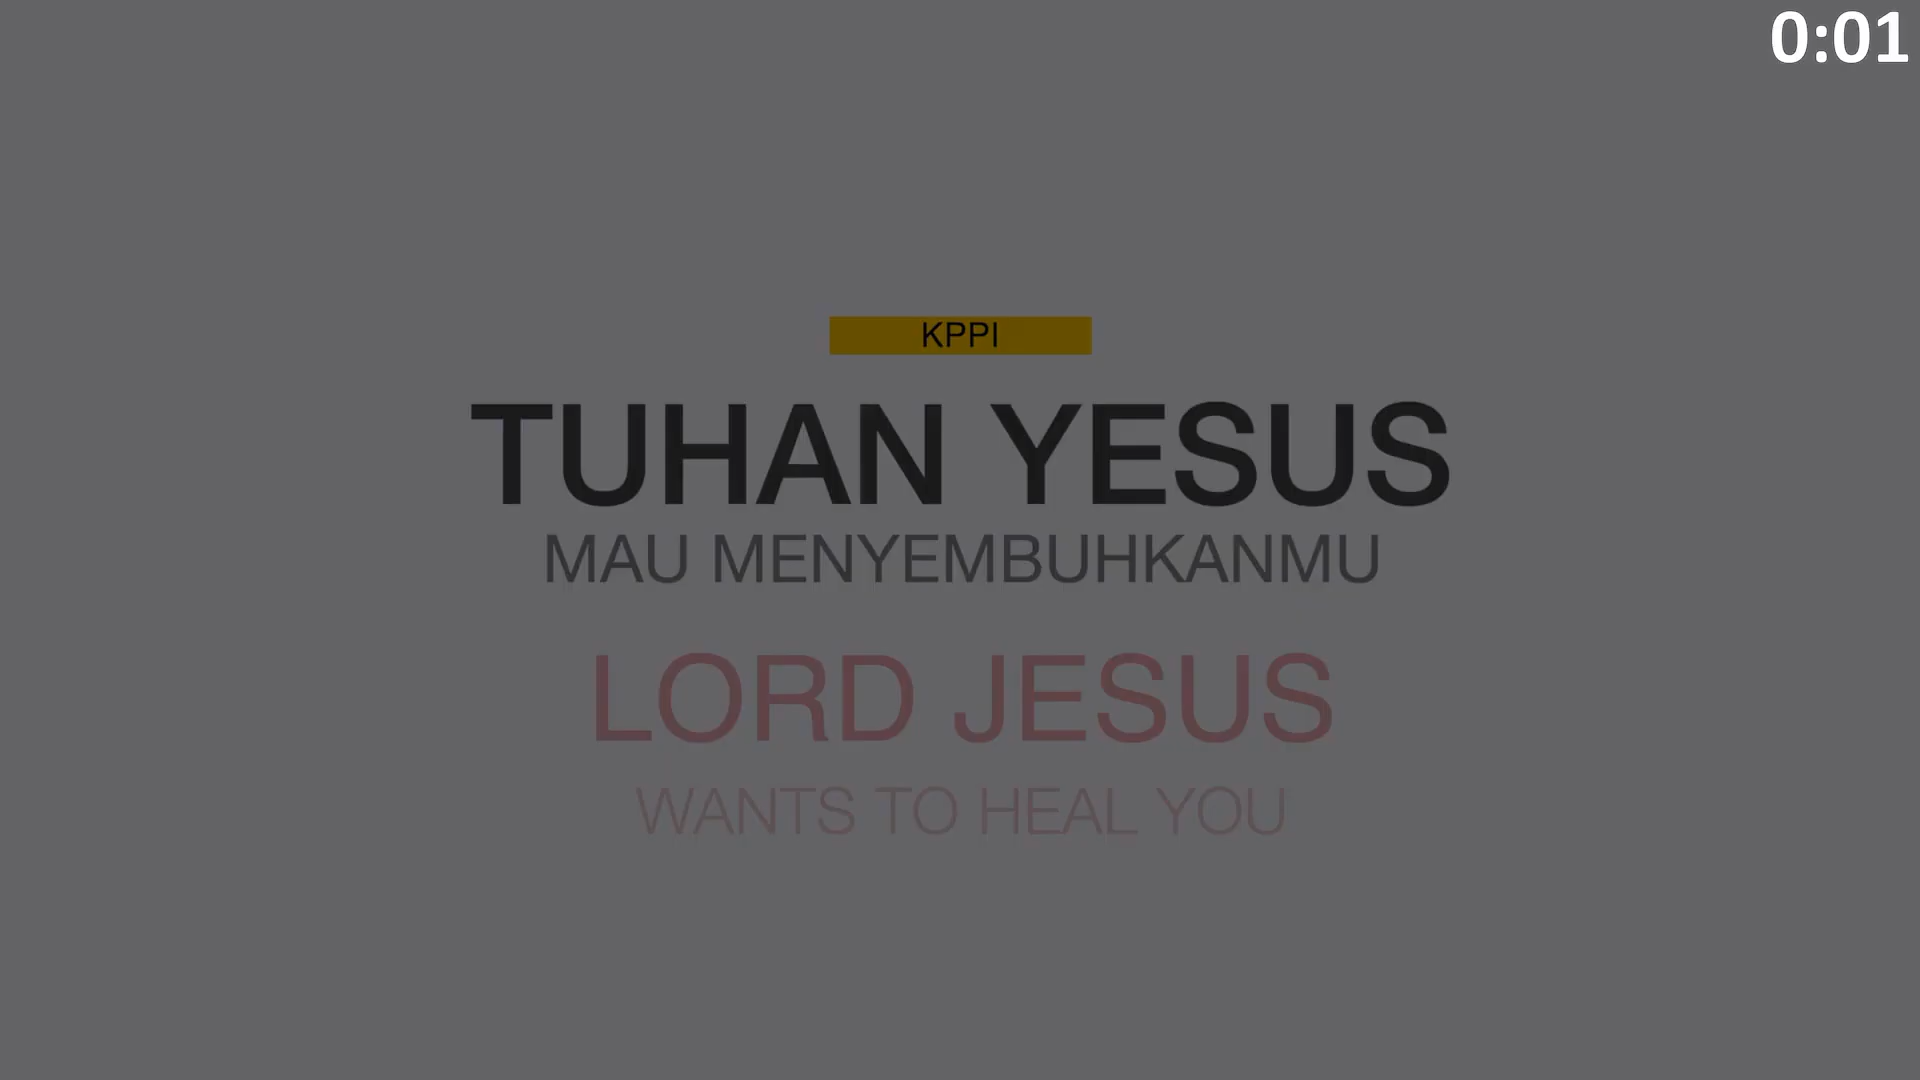 0:01
KPPI
TUHAN YESUS
MAU MENYEMBUHKANMU
LORD JESUS
WANTS TO HEAL YOU